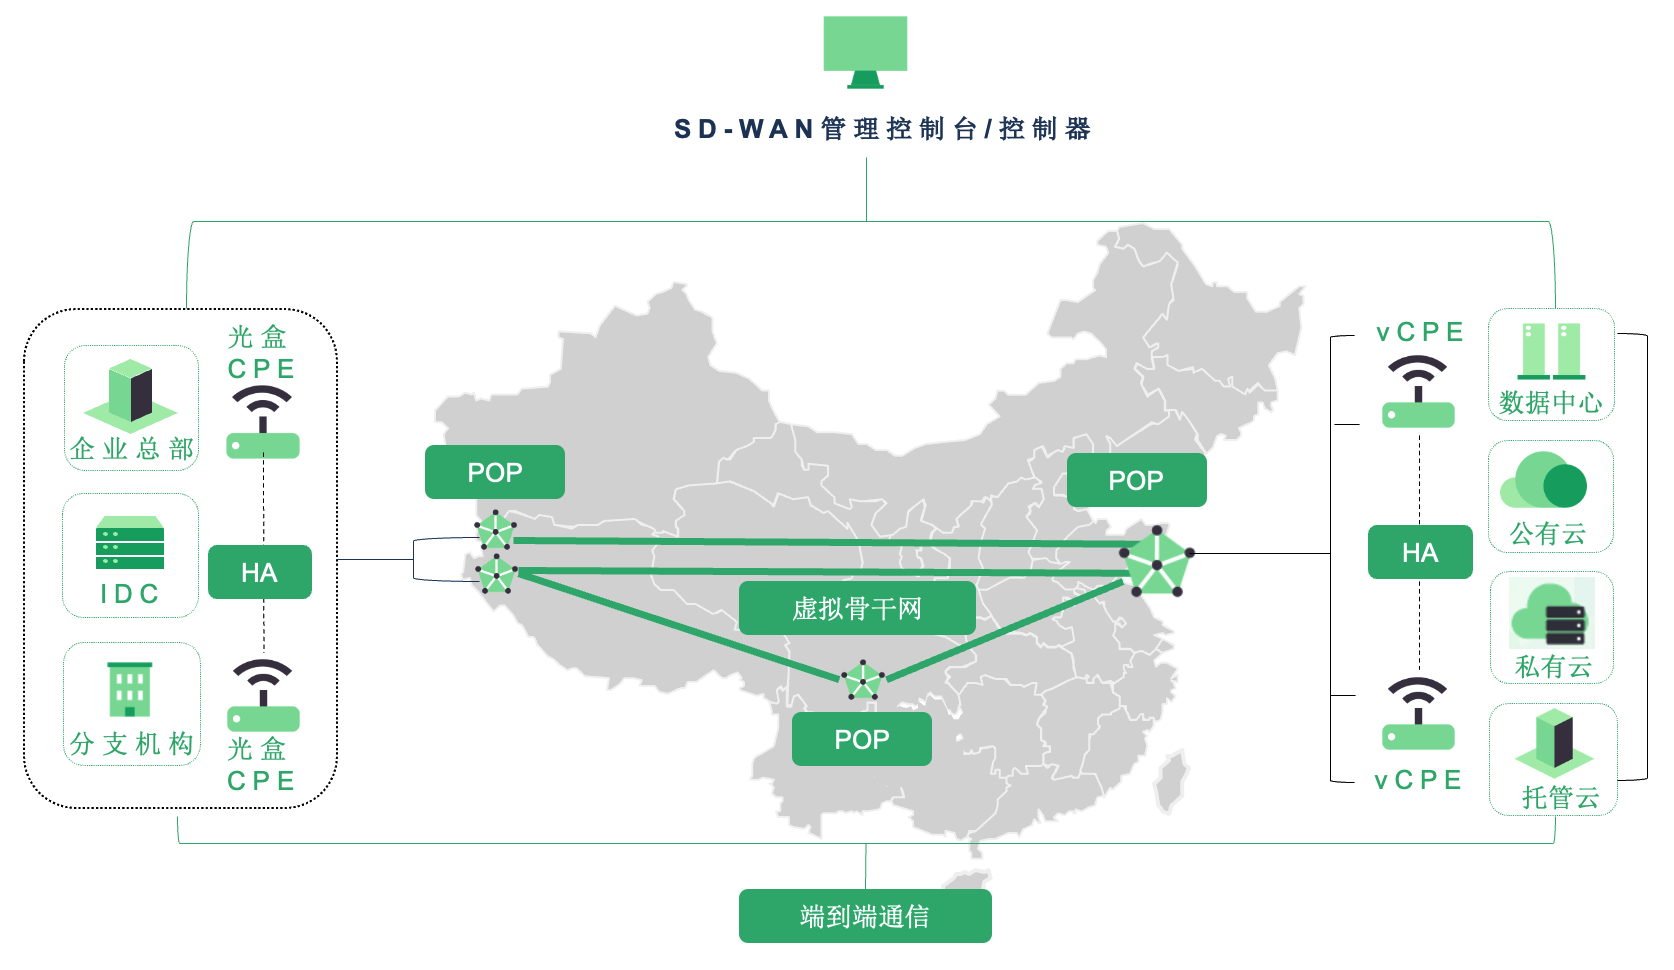 SD-WAN管理控制台/控制器
光盒
CPE
企业总部
IDC
HA
分支机构
光盒
CPE
POP
POP
虚拟骨干网
POP
vCPE
数据中心
公有云
HA
私有云
vCPE
托管云
端到端通信